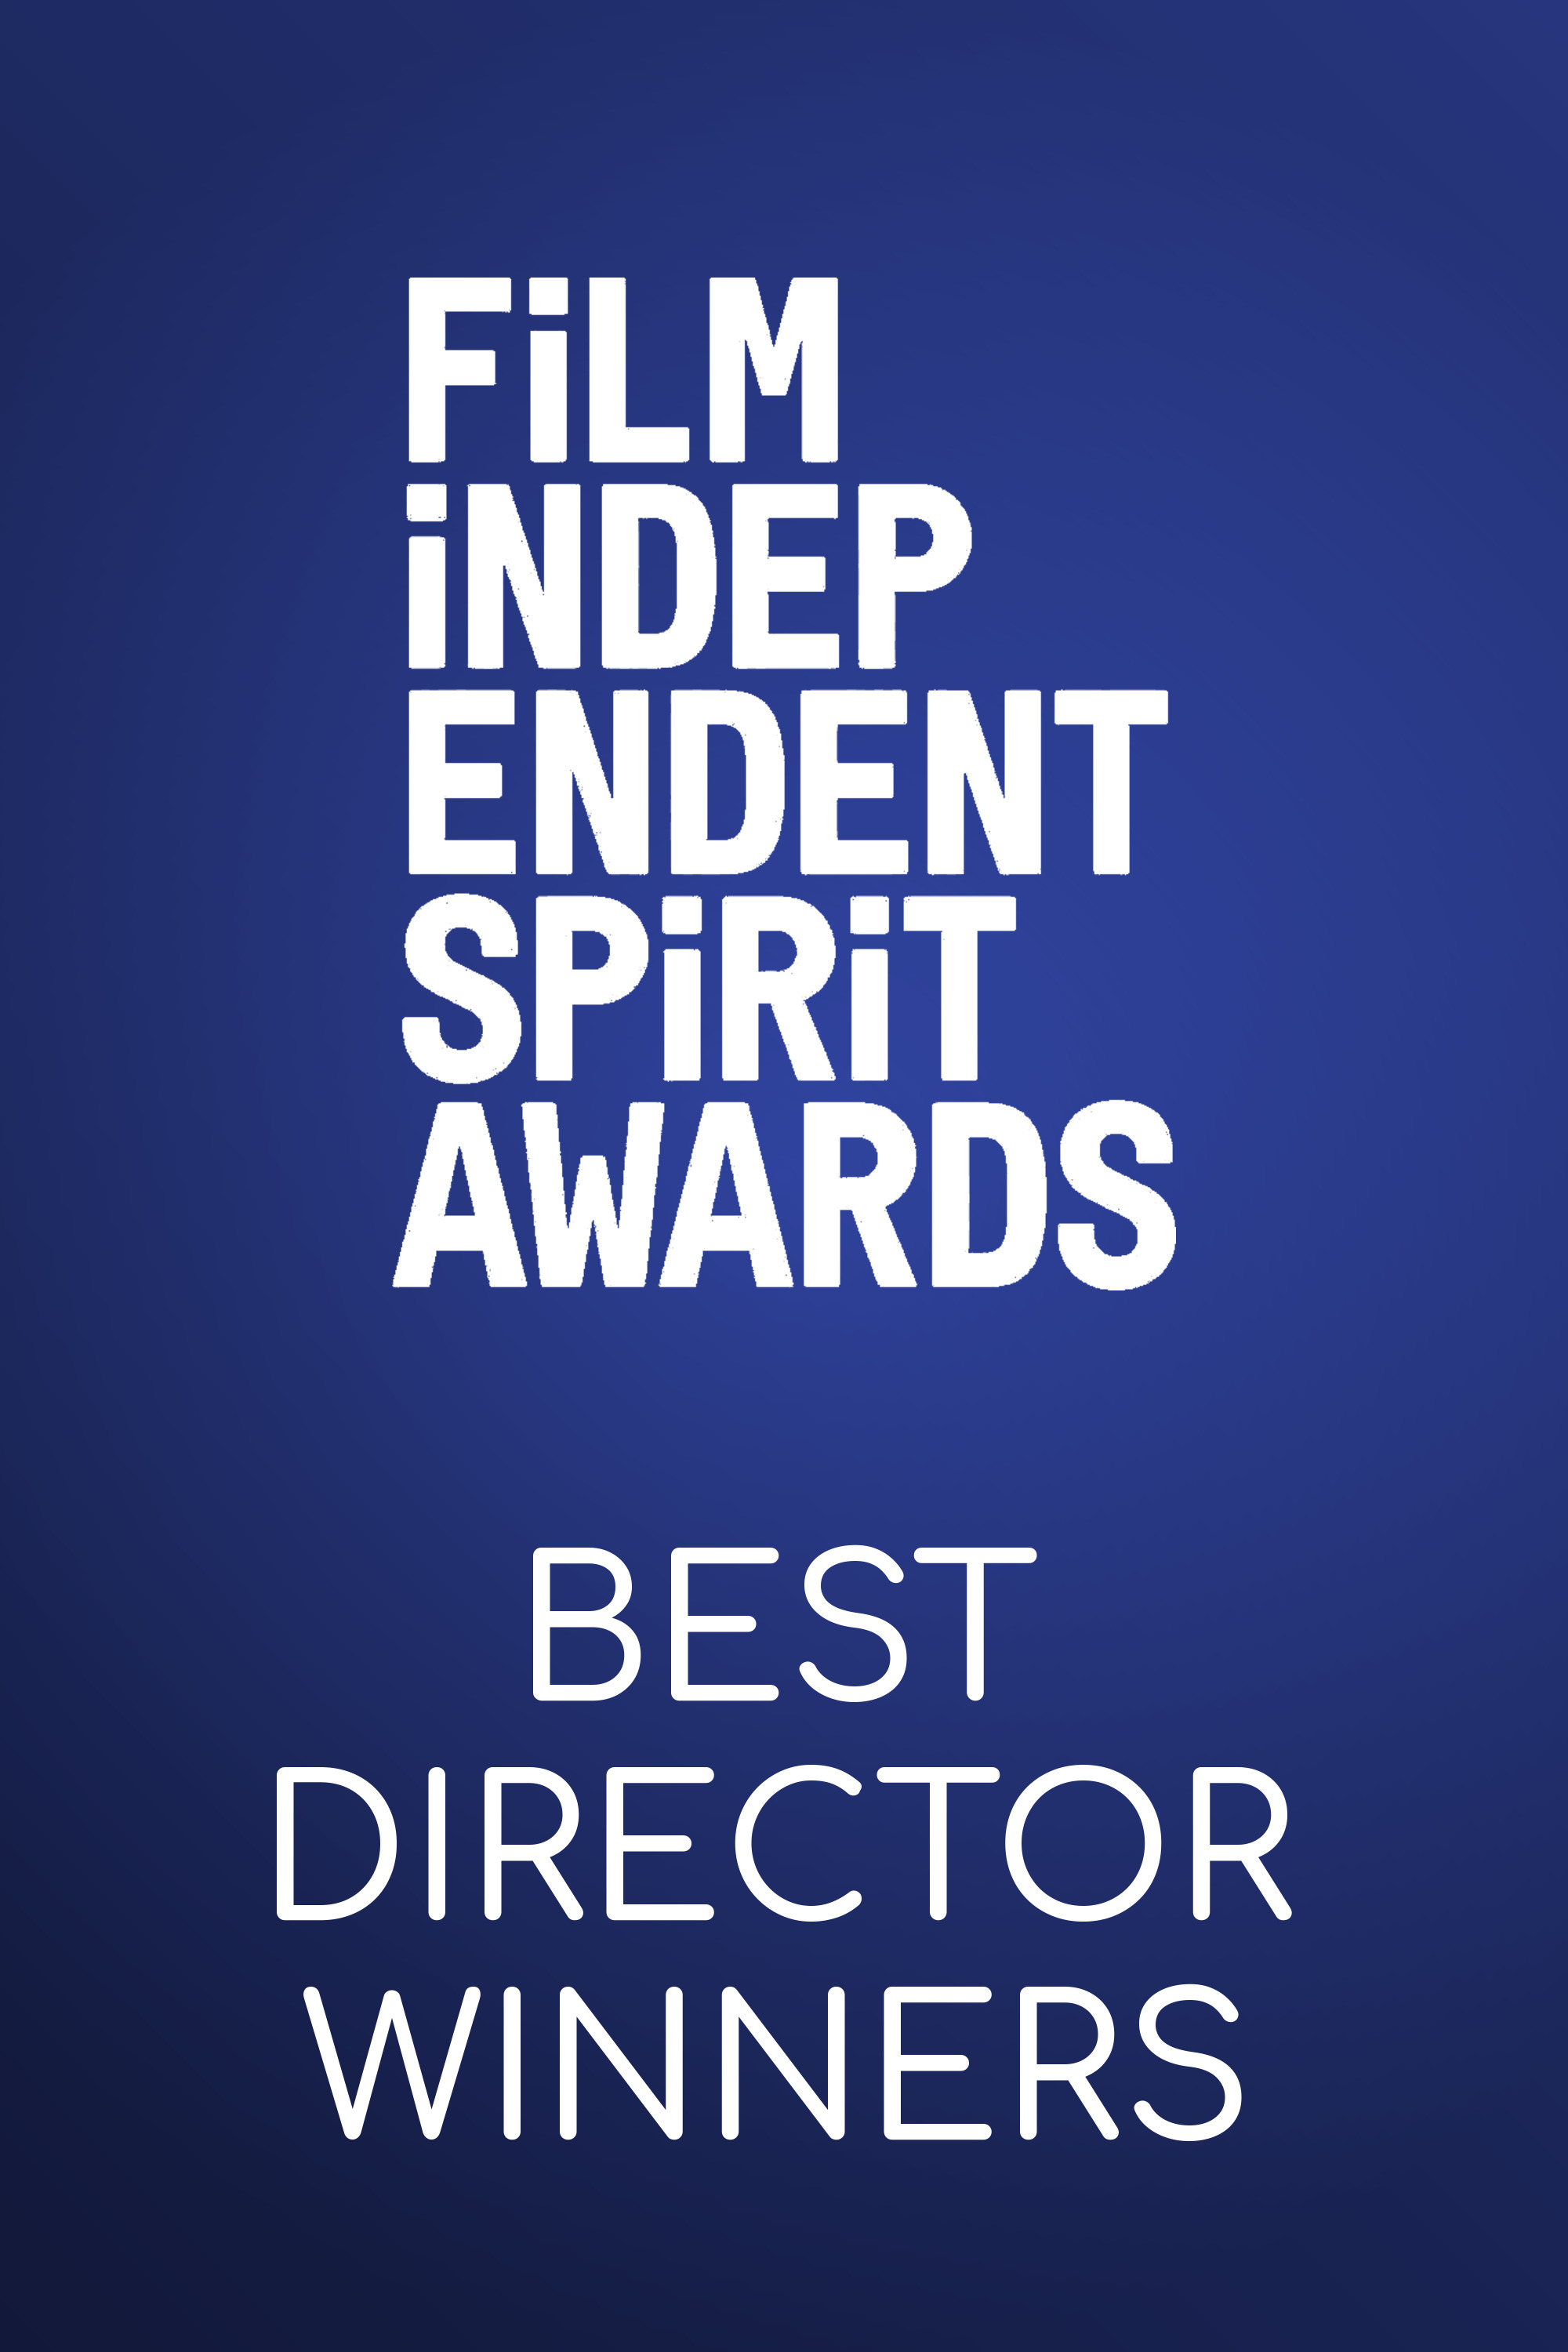 FiLM
iNDEP
ENDENT
SPiRiT
AWARDS
BEST
DIRECTOR
WINNERS